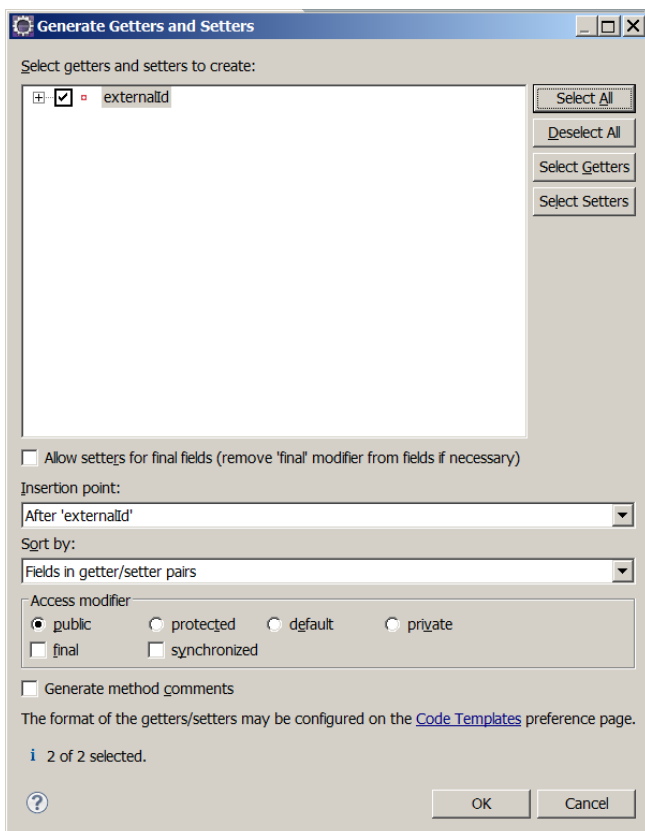 Generate Getters and Setters
Select getters and setters to create:
externalId
Select All
Deselect All
Select Getters
Select Setters
Allow setters for final fields (remove 'final' modifier from fields if necessary)
Insertion point:
After 'externalId'
Sort by:
Fields in getter/setter pairs
Access modifier
public protected default private
final synchronized
Generate method comments
The format of the getters/setters may be configured on the Code Templates preference page.
i 2 of 2 selected.
?
OK Cancel